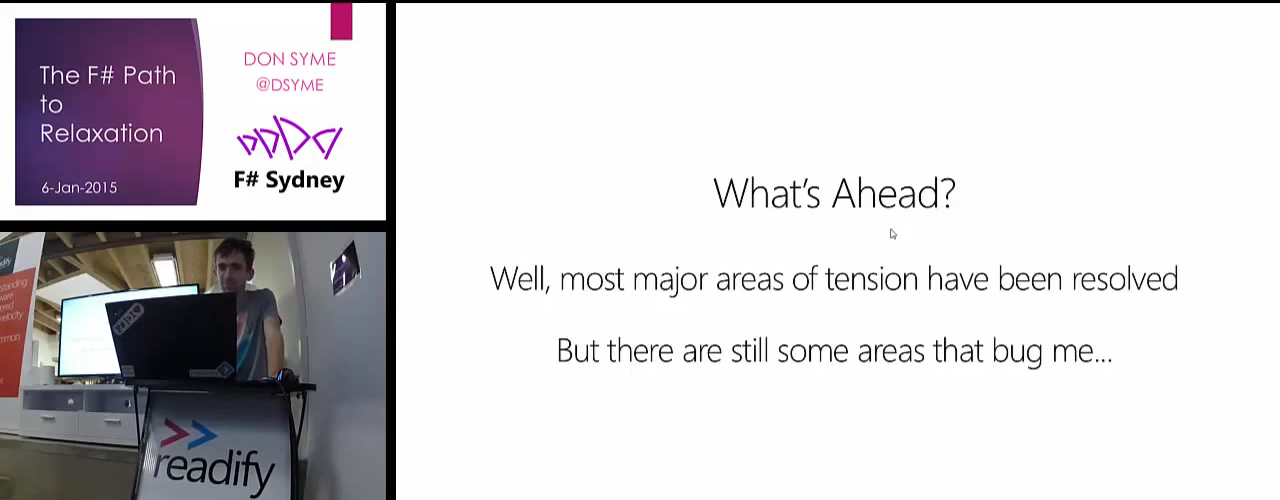 The F# Path
to
Relaxation
6-Jan-2015
DON SYME
@DSYME
F# Sydney
What's Ahead?
Well, most major areas of tension have been resolved
But there are still some areas that bug me...
readify